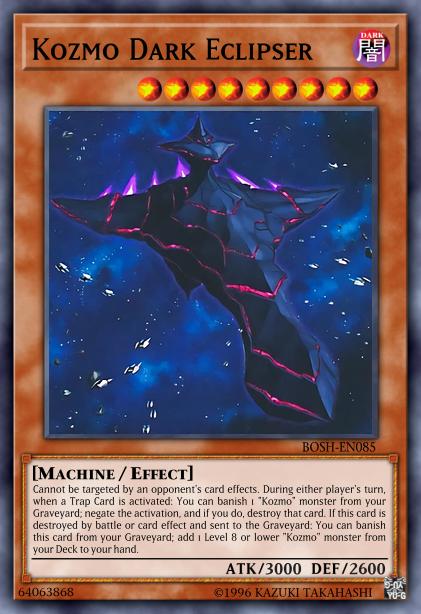 Kozmo Dark Eclipser
DARK
闇
BOSH-EN085
[Machine / Effect]
Cannot be targeted by an opponent's card effects. During either player's turn,
when a Trap Card is activated: You can banish 1 "Kozmo" monster from your
Graveyard; negate the activation, and if you do, destroy that card. If this card is
destroyed by battle or card effect and sent to the Graveyard: You can banish
this card from your Graveyard; add 1 Level 8 or lower "Kozmo" monster from
your Deck to your hand.
ATK/3000 DEF/2600
64063868
©1996 KAZUKI TAKAHASHI